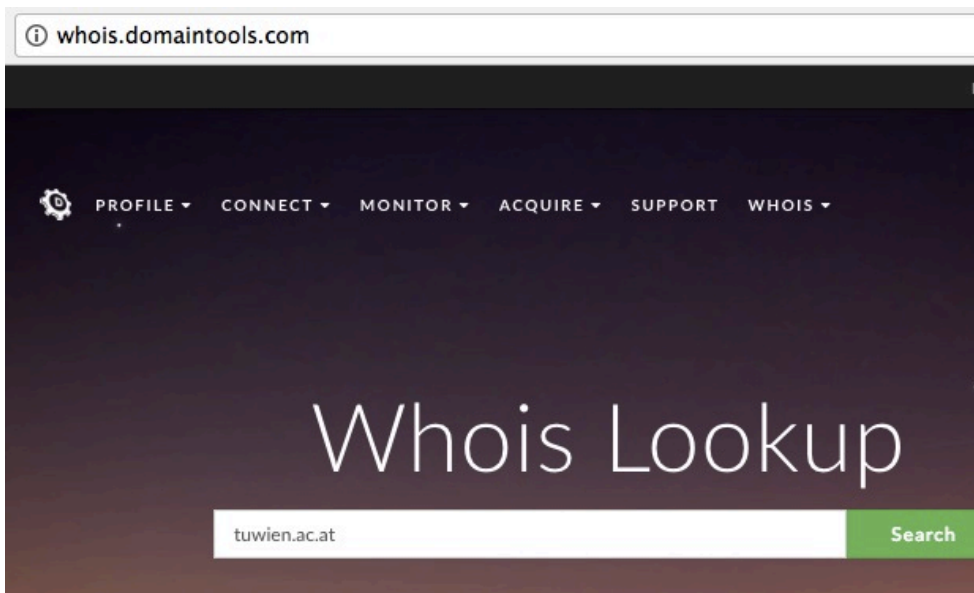 whois.domaintools.com
PROFILE CONNECT MONITOR ACQUIRE SUPPORT WHOIS
Whois Lookup
tuwien.ac.at Search